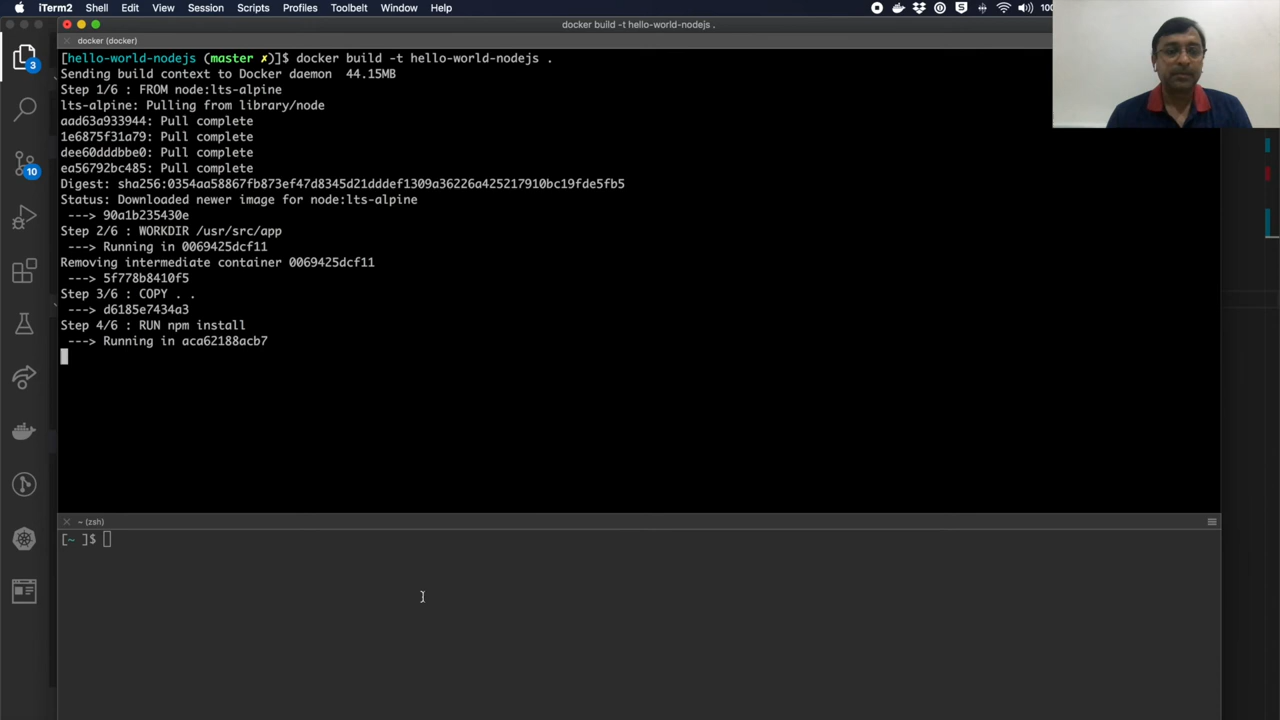 iTerm2 Shell Edit View Session Scripts Profiles Toolbelt Window Help 100
docker build -t hello-world-nodejs .
docker (docker)
[hello-world-nodejs (master ✗)]$ docker build -t hello-world-nodejs .
Sending build context to Docker daemon  44.15MB
Step 1/6 : FROM node:lts-alpine
lts-alpine: Pulling from library/node
aad63a933944: Pull complete
1e6875f31a79: Pull complete
dee60dddbbe0: Pull complete
ea56792bc485: Pull complete
Digest: sha256:0354aa58867fb873ef47d8345d21dddef1309a36226a425217910bc19fde5fb5
Status: Downloaded newer image for node:lts-alpine
---> 90a1b235430e
Step 2/6 : WORKDIR /usr/src/app
---> Running in 0069425dcf11
Removing intermediate container 0069425dcf11
---> 5f778b8410f5
Step 3/6 : COPY . .
---> d6185e7434a3
Step 4/6 : RUN npm install
---> Running in aca62188acb7
3
10
~ (zsh)
[~ ]$